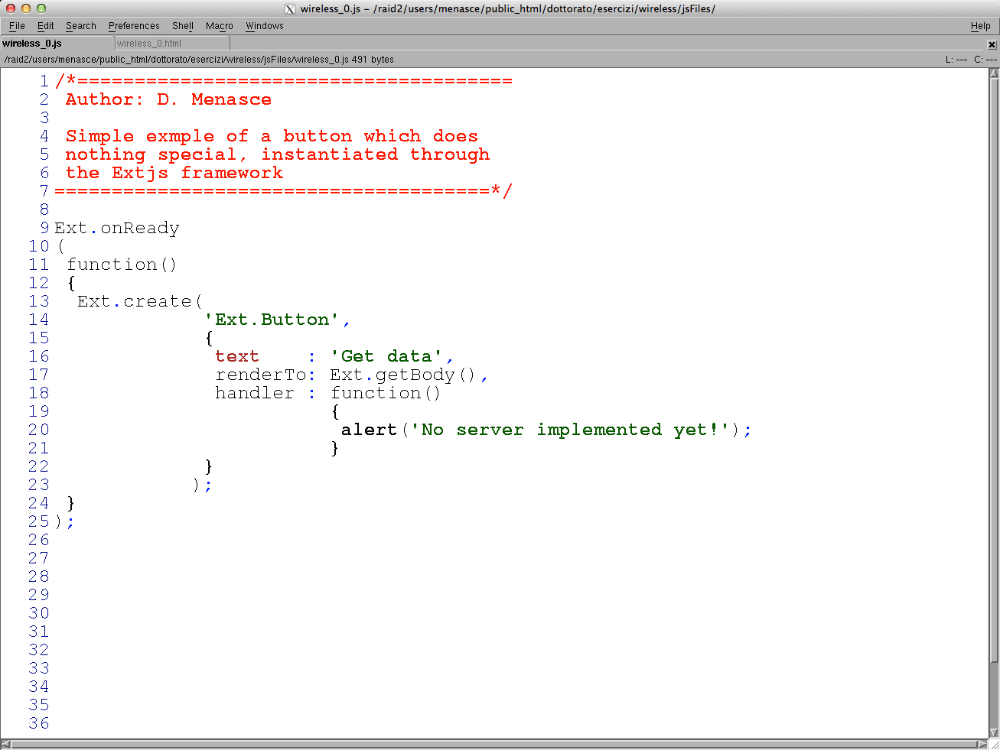 wireless_0.js – /raid2/users/menasce/public_html/dottorato/esercizi/wireless/jsFiles/
File Edit Search Preferences Shell Macro Windows Help
wireless_0.js wireless_0.html
/raid2/users/menasce/public_html/dottorato/esercizi/wireless/jsFiles/wireless_0.js 491 bytes L: --- C: ---
1 /*======================================
2 Author: D. Menasce
3
4 Simple exmple of a button which does
5 nothing special, instantiated through
6 the Extjs framework
7 ======================================*/
8
9 Ext.onReady
10 (
11 function()
12 {
13 Ext.create(
14 'Ext.Button',
15 {
16 text : 'Get data',
17 renderTo: Ext.getBody(),
18 handler : function()
19 {
20 alert('No server implemented yet!');
21 }
22 }
23 );
24 }
25 );
26
27
28
29
30
31
32
33
34
35
36